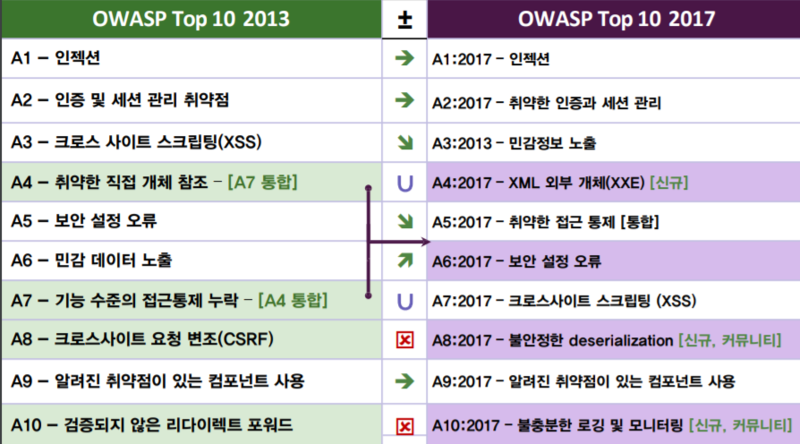 OWASP Top 10 2013 ± OWASP Top 10 2017
A1 – 인젝션 → A1:2017 – 인젝션
A2 – 인증 및 세션 관리 취약점 → A2:2017 – 취약한 인증과 세션 관리
A3 – 크로스 사이트 스크립팅(XSS) ↘ A3:2013 – 민감정보 노출
A4 – 취약한 직접 개체 참조 – [A7 통합] U A4:2017 – XML 외부 개체(XXE) [신규]
A5 – 보안 설정 오류 ↘ A5:2017 – 취약한 접근 통제 [통합]
A6 – 민감 데이터 노출 ↗ A6:2017 – 보안 설정 오류
A7 – 기능 수준의 접근통제 누락 – [A4 통합] U A7:2017 – 크로스사이트 스크립팅 (XSS)
A8 – 크로스사이트 요청 변조(CSRF) ☒ A8:2017 – 불안정한 deserialization [신규, 커뮤니티]
A9 – 알려진 취약점이 있는 컴포넌트 사용 → A9:2017 – 알려진 취약점이 있는 컴포넌트 사용
A10 – 검증되지 않은 리다이렉트 포워드 ☒ A10:2017 – 불충분한 로깅 및 모니터링 [신규, 커뮤니티]